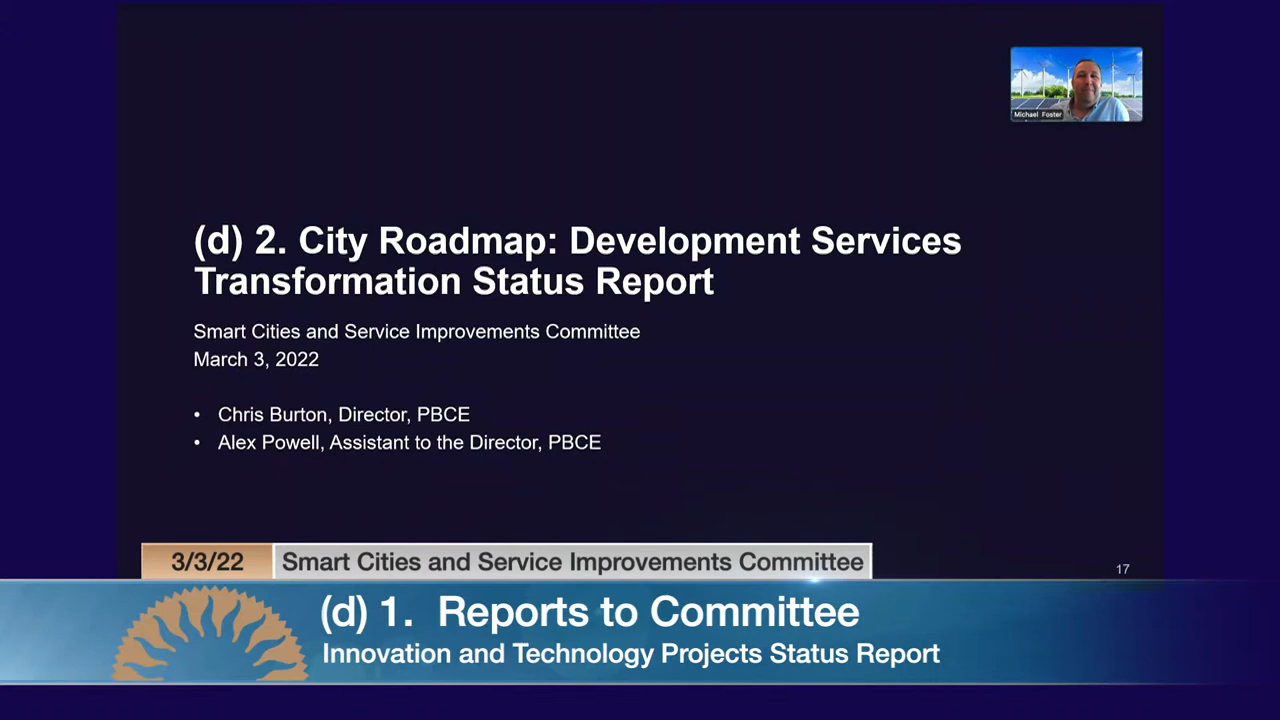 Michael Foster
(d) 2. City Roadmap: Development Services
Transformation Status Report
Smart Cities and Service Improvements Committee
March 3, 2022
• Chris Burton, Director, PBCE
• Alex Powell, Assistant to the Director, PBCE
17
3/3/22 Smart Cities and Service Improvements Committee
(d) 1. Reports to Committee
Innovation and Technology Projects Status Report